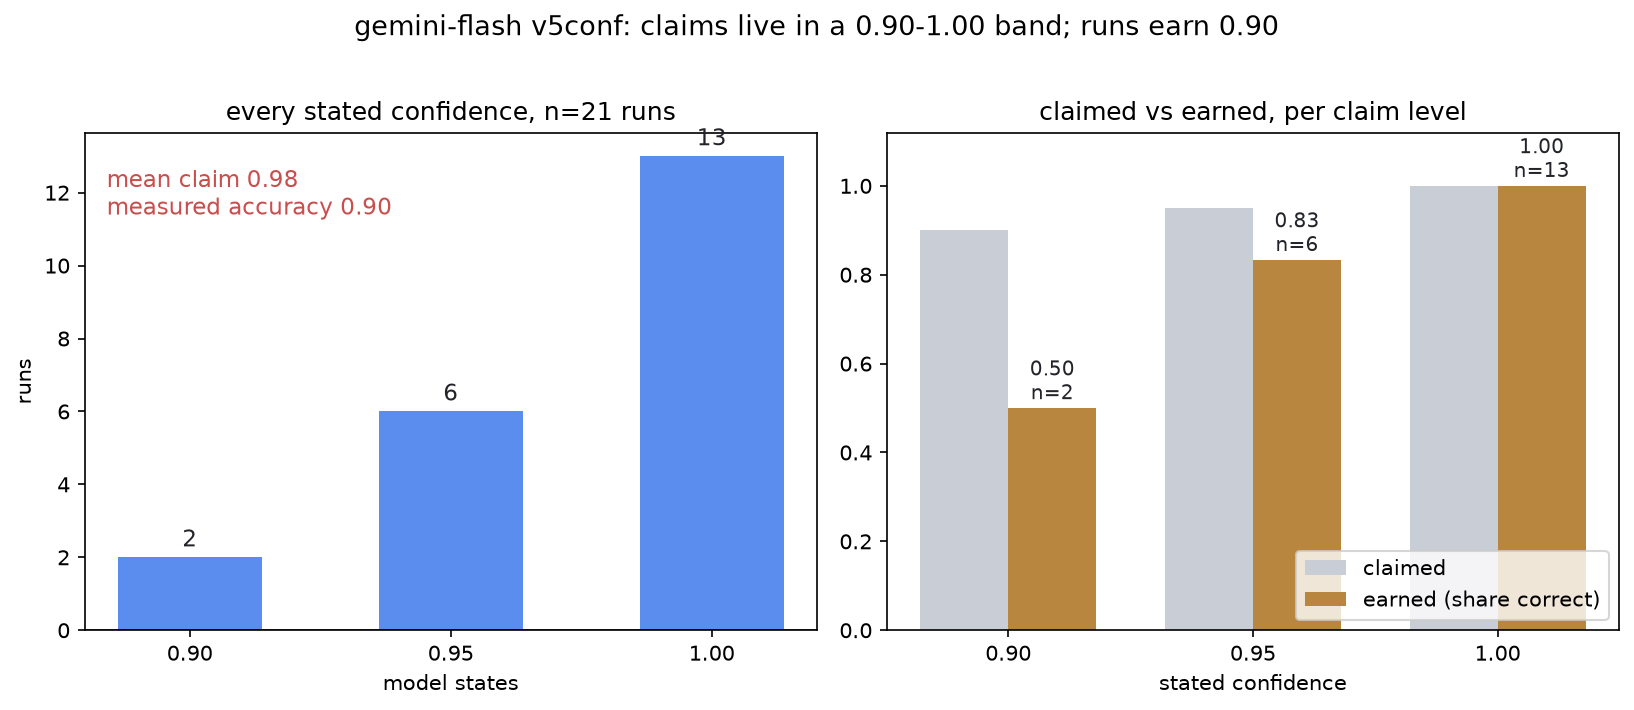 gemini-flash v5conf: claims live in a 0.90-1.00 band; runs earn 0.90
every stated confidence, n=21 runs
mean claim 0.98
measured accuracy 0.90
13
6
2
12
10
8
6
4
2
0
runs
0.90
0.95
1.00
model states
claimed vs earned, per claim level
1.00
n=13
0.83
n=6
0.50
n=2
1.0
0.8
0.6
0.4
0.2
0.0
claimed
earned (share correct)
0.90
0.95
1.00
stated confidence